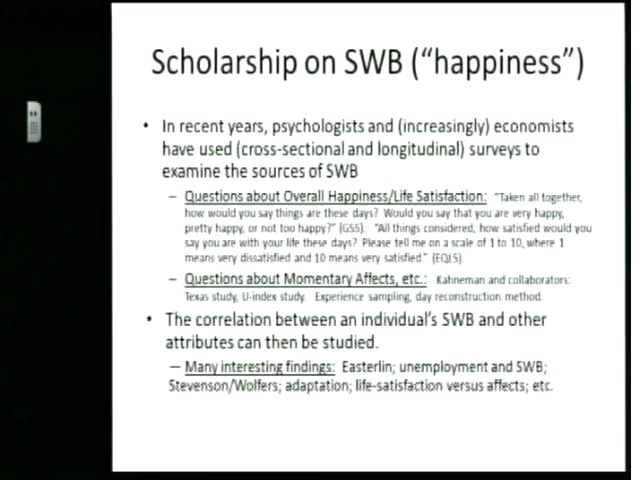 Scholarship on SWB ("happiness")
• In recent years, psychologists and (increasingly) economists
have used (cross-sectional and longitudinal) surveys to
examine the sources of SWB
– Questions about Overall Happiness/Life Satisfaction: "Taken all together,
how would you say things are these days? Would you say that you are very happy,
pretty happy, or not too happy?" (GSS). "All things considered, how satisfied would you
say you are with your life these days? Please tell me on a scale of 1 to 10, where 1
means very dissatisfied and 10 means very satisfied." (EQLS)
– Questions about Momentary Affects, etc.: Kahneman and collaborators:
Texas study, U-index study. Experience sampling, day reconstruction method.
• The correlation between an individual's SWB and other
attributes can then be studied.
– Many interesting findings: Easterlin; unemployment and SWB;
Stevenson/Wolfers; adaptation; life-satisfaction versus affects; etc.